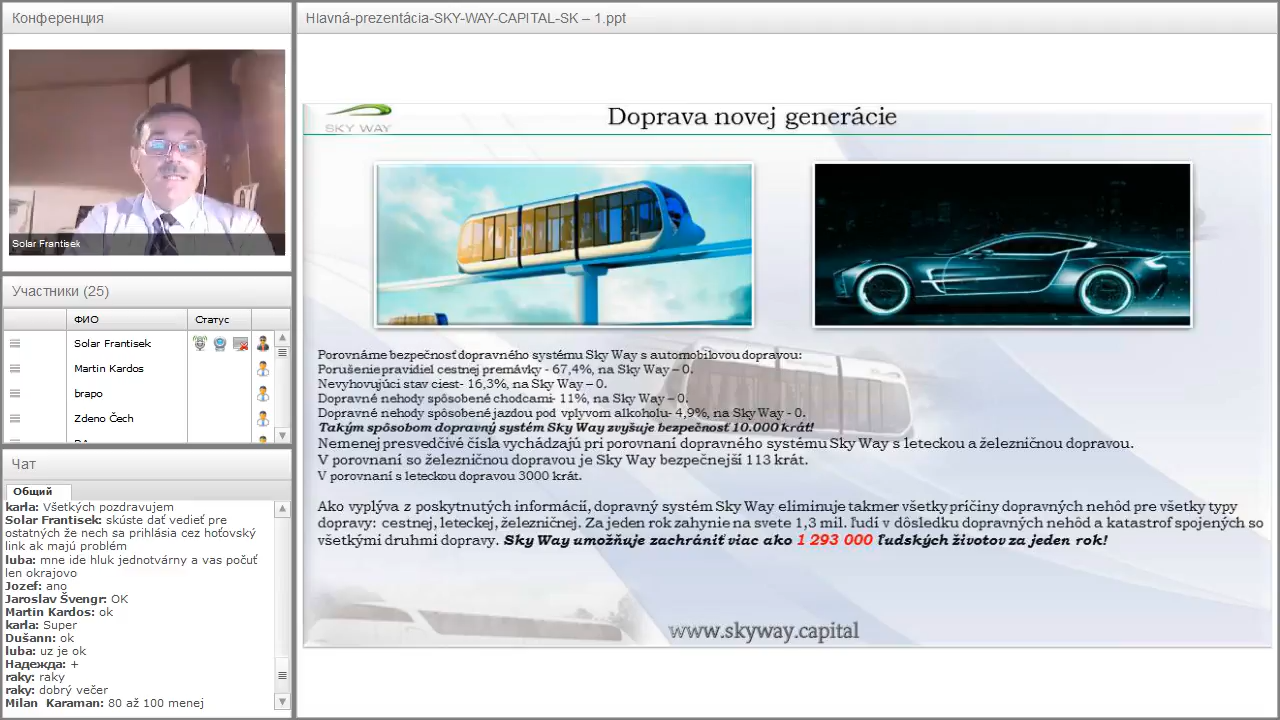 Конференция
Solar Frantisek
Участники (25)
ФИО Статус
Solar Frantisek
Martin Kardos
brapo
Zdeno Čech
Чат
Общий
karla: Všetkých pozdravujem
Solar Frantisek: skúste dať vedieť pre
ostatných že nech sa prihlásia cez hoťovský
link ak majú problém
luba: mne ide hluk jednotvárny a vas počuť
len okrajovo
Jozef: ano
Jaroslav Švengr: OK
Martin Kardos: ok
karla: Super
Dušann: ok
luba: uz je ok
Надежда: +
raky: raky
raky: dobrý večer
Milan Karaman: 80 až 100 menej
Hlavná-prezentácia-SKY-WAY-CAPITAL-SK – 1.ppt
SKY WAY
Doprava novej generácie
Porovnáme bezpečnosť dopravného systému Sky Way s automobilovou dopravou:
Porušenie pravidiel cestnej premávky - 67,4%, na Sky Way – 0.
Nevyhovujúci stav ciest- 16,3%, na Sky Way – 0.
Dopravné nehody spôsobené chodcami- 11%, na Sky Way – 0.
Dopravné nehody spôsobené jazdou pod vplyvom alkoholu- 4,9%, na Sky Way - 0.
Takým spôsobom dopravný systém Sky Way zvyšuje bezpečnosť 10.000 krát!
Nemenej presvedčivé čísla vychádzajú pri porovnaní dopravného systému Sky Way s leteckou a železničnou dopravou.
V porovnaní so železničnou dopravou je Sky Way bezpečnejší 113 krát.
V porovnaní s leteckou dopravou 3000 krát.
Ako vyplýva z poskytnutých informácií, dopravný systém Sky Way eliminuje takmer všetky príčiny dopravných nehôd pre všetky typy
dopravy: cestnej, leteckej, železničnej. Za jeden rok zahynie na svete 1,3 mil. ľudí v dôsledku dopravných nehôd a katastrof spojených so
všetkými druhmi dopravy. Sky Way umožňuje zachrániť viac ako 1 293 000 ľudských životov za jeden rok!
www.skyway.capital